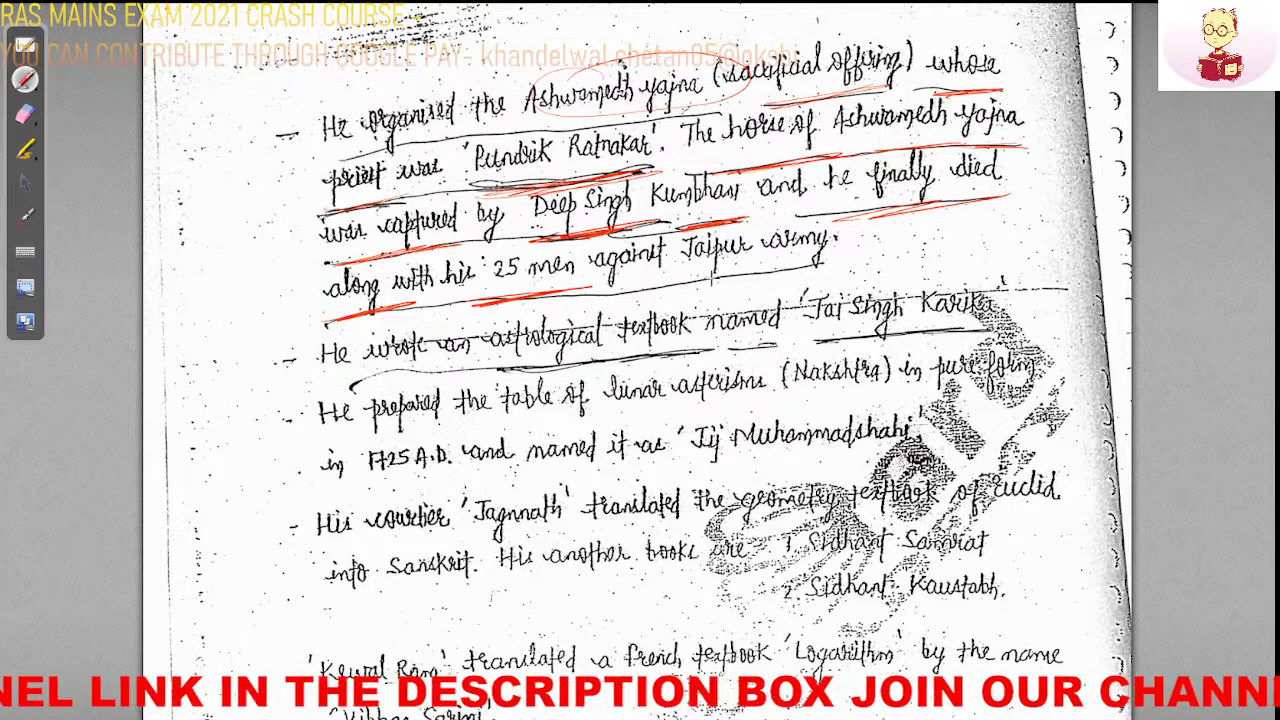 RAS MAINS EXAM 2021 CRASH COURSE -
YOU CAN CONTRIBUTE THROUGH GOOGLE PAY- khandelwal.chetan05@oksbi
- He organised the Ashwamedh yajna (sacrificial offering) whose
priest was 'Pundrik Ratnakar'. The horse of Ashwamedh yajna
was captured by Deep Singh Kumbhani and he finally died
along with his 25 men against Jaipur army.
- He wrote an astrological textbook named 'Jai Singh Karika'
- He prepared the table of lunar asterisms (Nakshtra) in pure form
in 1725 A.D. and named it as 'Jij Muhammadshahi'
- His courtier 'Jagnnath' translated the geometry textbook of Euclid
into Sanskrit. His another books are 1. Sidhant Samrat
2. Sidhant Kaustabh.
'Kewal Ram' translated a french textbook 'Logarithm' by the name
NEL LINK IN THE DESCRIPTION BOX JOIN OUR CHANN